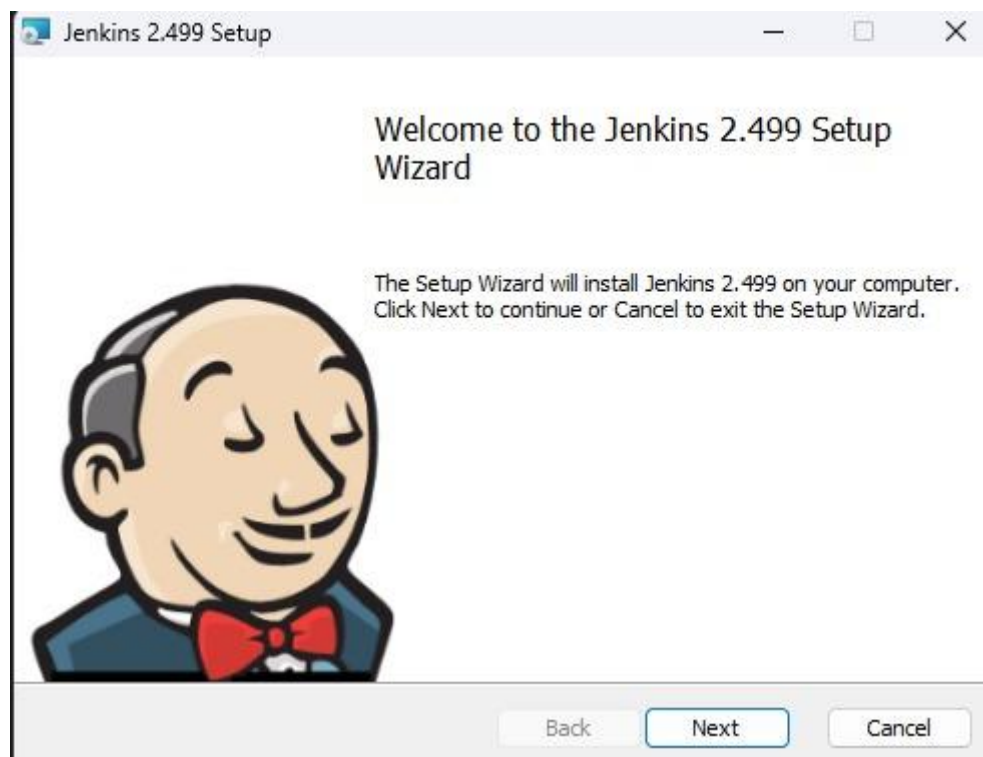 Jenkins 2.499 Setup
Welcome to the Jenkins 2.499 Setup
Wizard
The Setup Wizard will install Jenkins 2.499 on your computer.
Click Next to continue or Cancel to exit the Setup Wizard.
Back Next Cancel